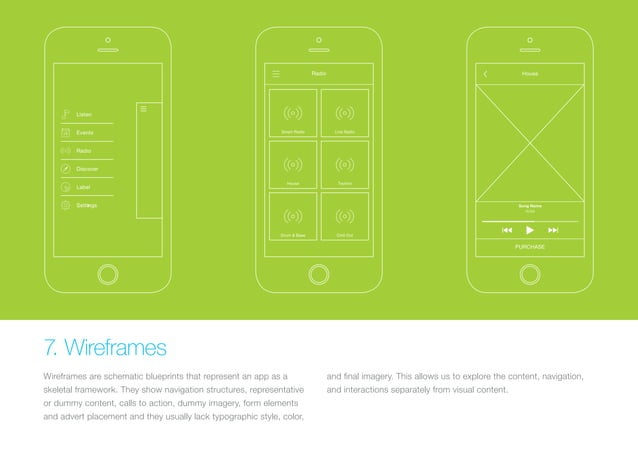 Listen
Events
Radio
Discover
Label
Settings
Radio
Smart Radio Live Radio
House Techno
Drum & Base Chill Out
House
Song Name
Artist
PURCHASE
7. Wireframes
Wireframes are schematic blueprints that represent an app as a
skeletal framework. They show navigation structures, representative
or dummy content, calls to action, dummy imagery, form elements
and advert placement and they usually lack typographic style, color,
and final imagery. This allows us to explore the content, navigation,
and interactions separately from visual content.